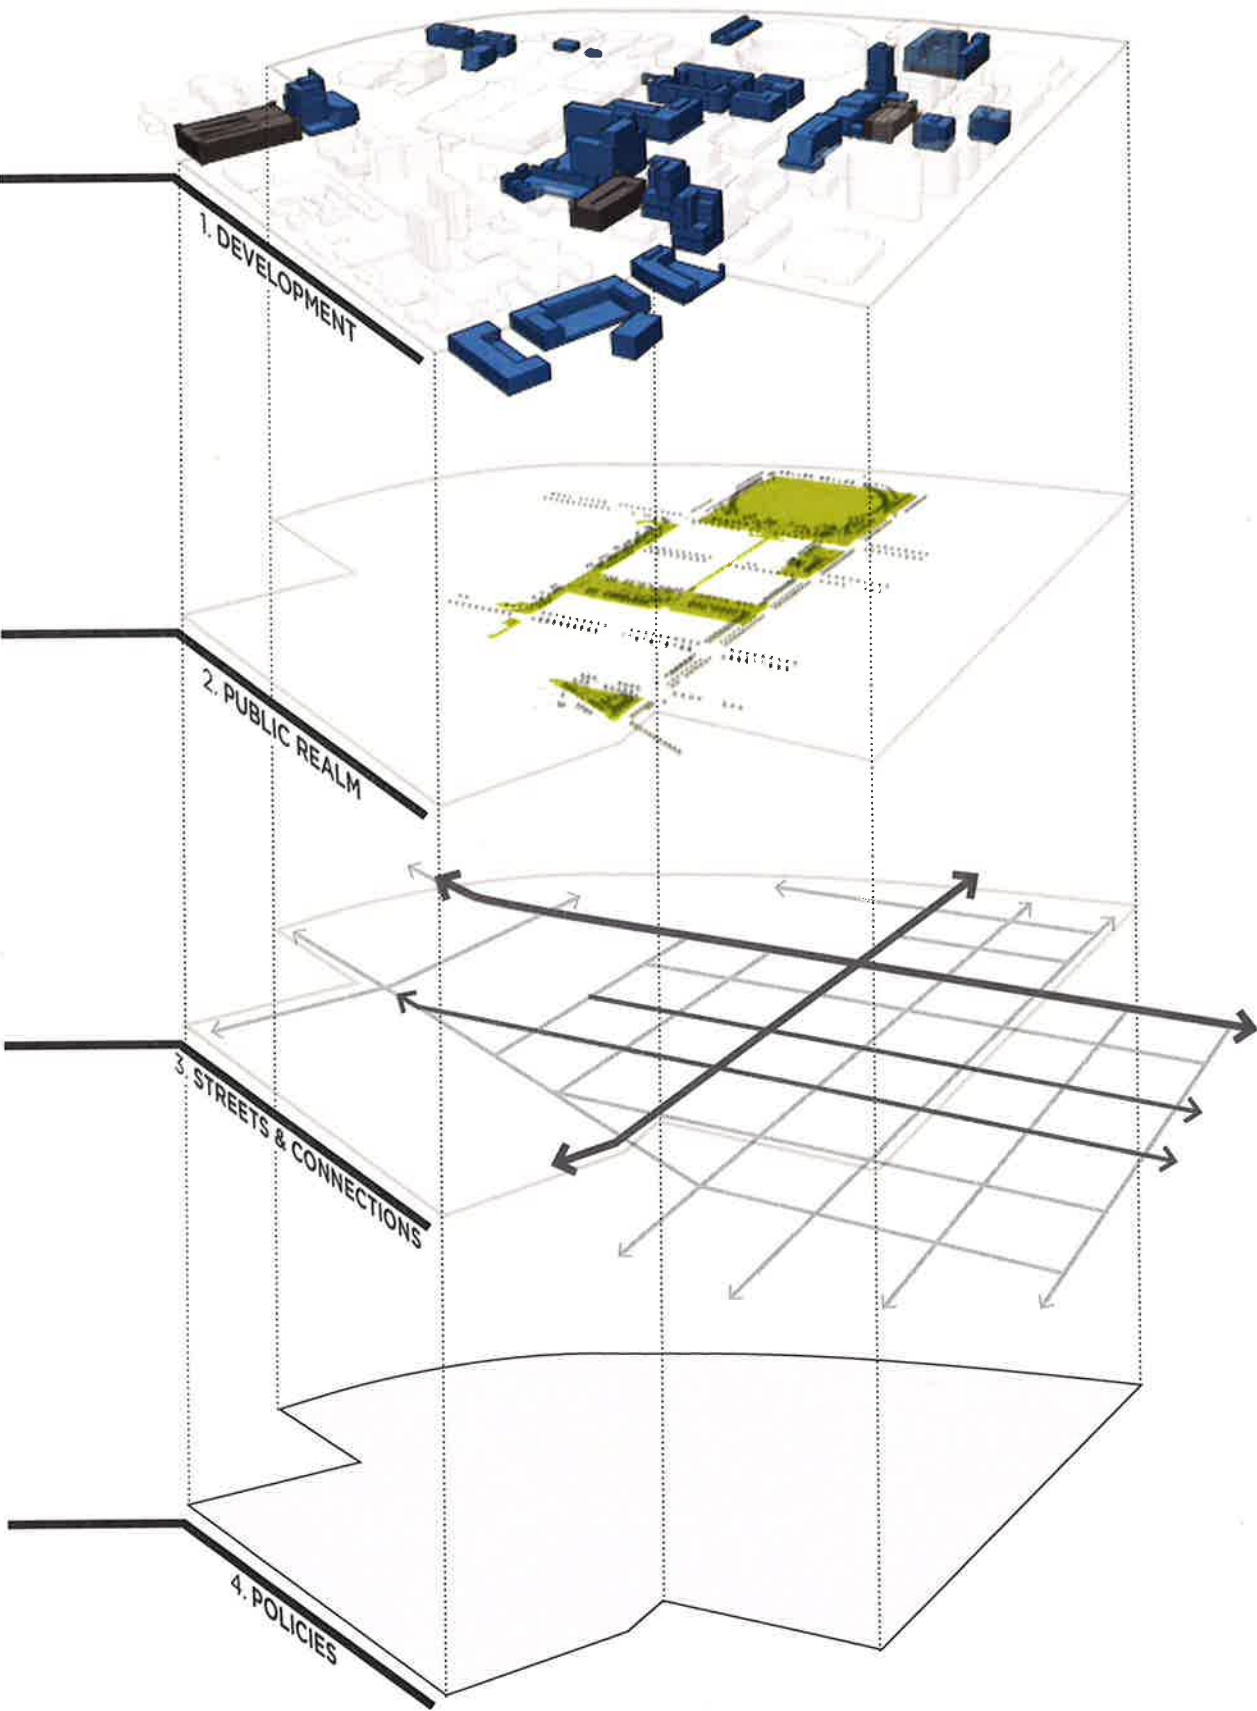 1. DEVELOPMENT
2. PUBLIC REALM
3. STREETS & CONNECTIONS
4. POLICIES